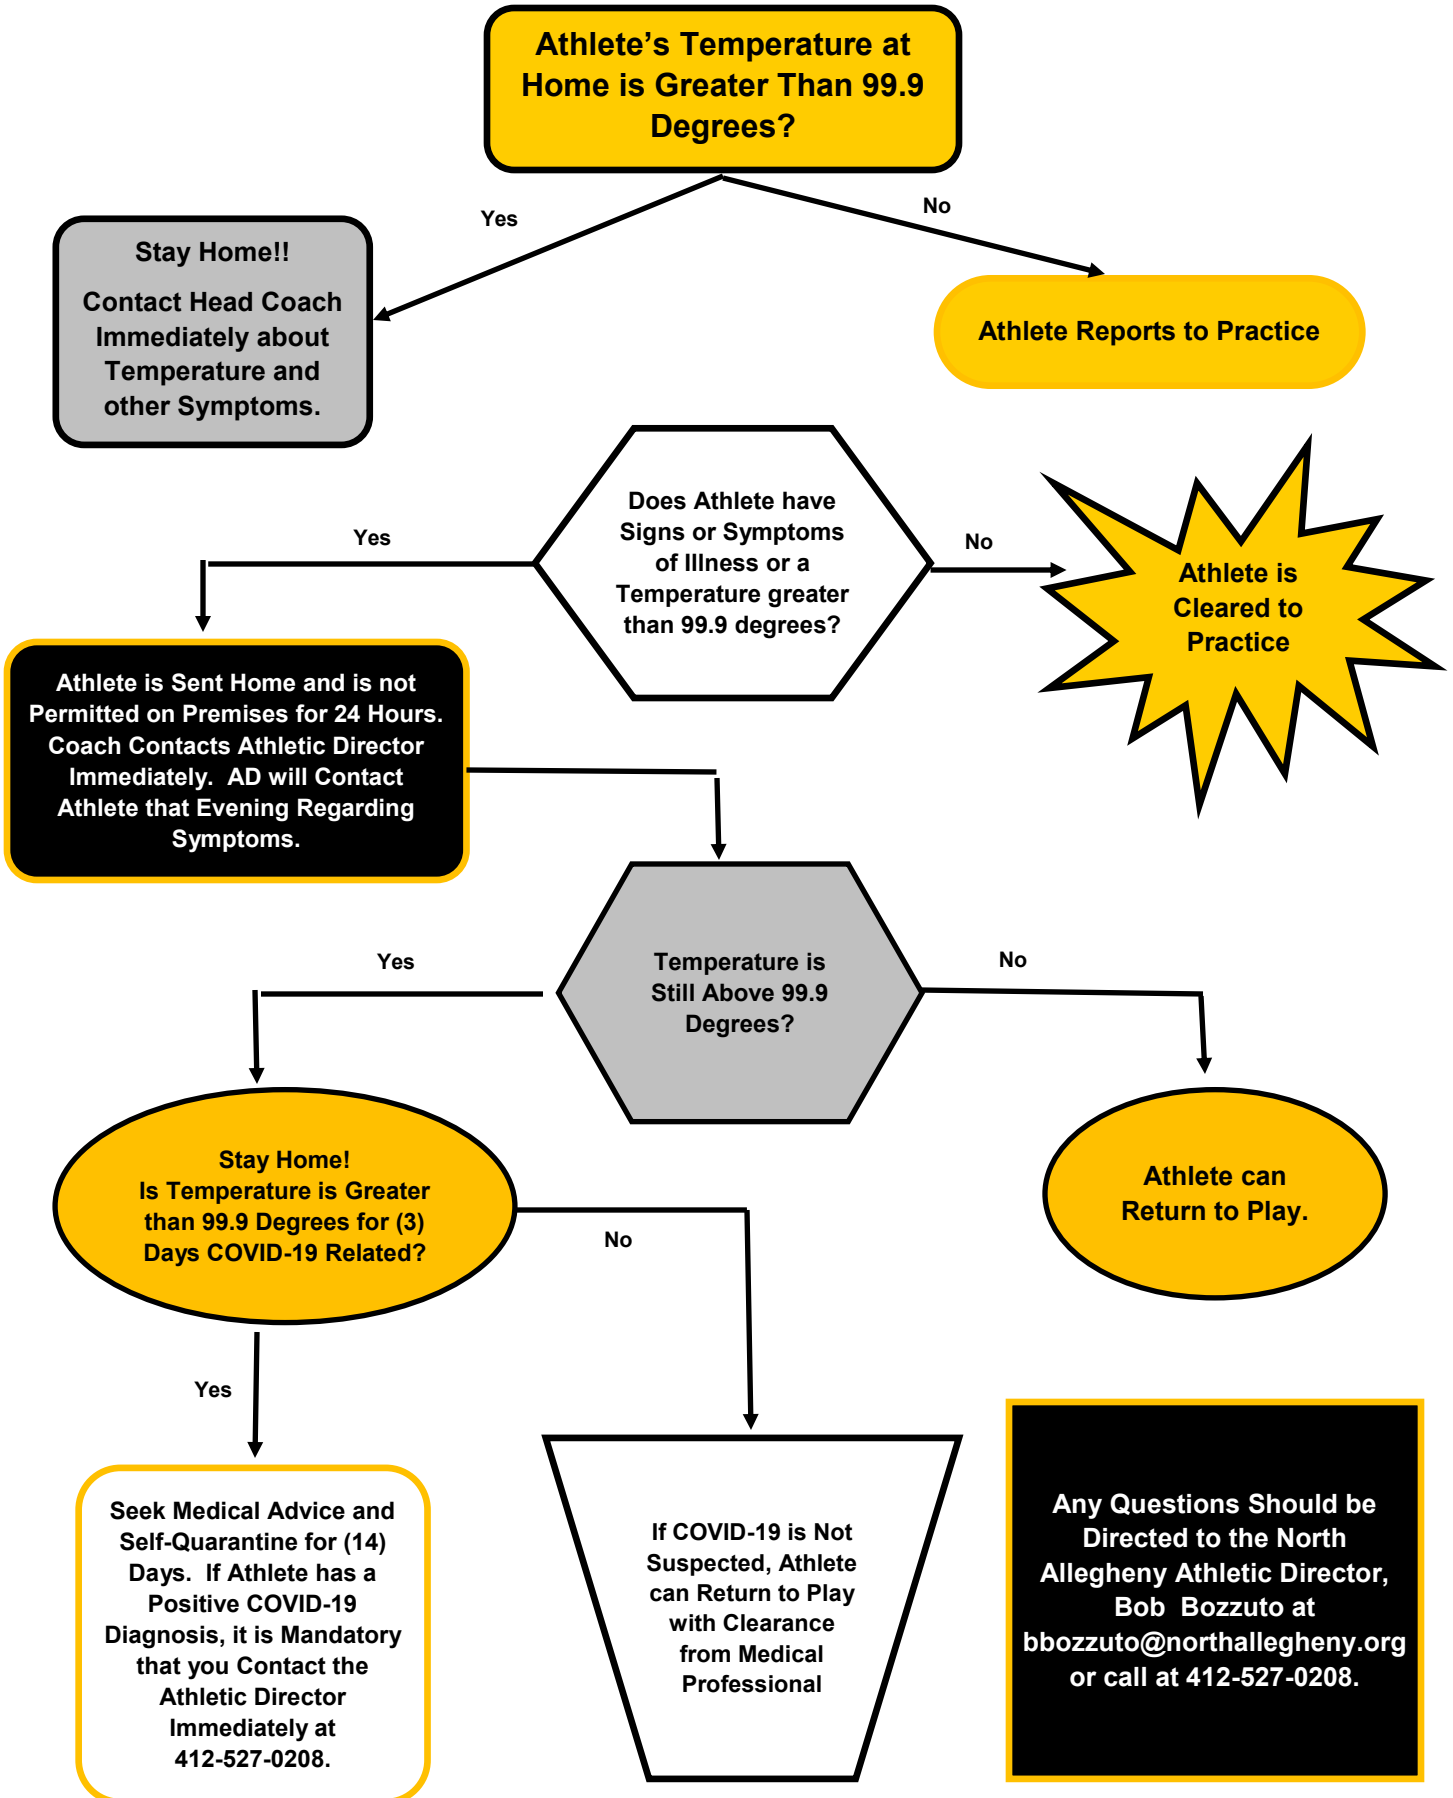 Athlete's Temperature at
Home is Greater Than 99.9
Degrees?
Yes
No
Stay Home!!
Contact Head Coach
Immediately about
Temperature and
other Symptoms.
Athlete Reports to Practice
Does Athlete have
Signs or Symptoms
of Illness or a
Temperature greater
than 99.9 degrees?
Yes
No
Athlete is
Cleared to
Practice
Athlete is Sent Home and is not
Permitted on Premises for 24 Hours.
Coach Contacts Athletic Director
Immediately.  AD will Contact
Athlete that Evening Regarding
Symptoms.
Temperature is
Still Above 99.9
Degrees?
Yes
No
Stay Home!
Is Temperature is Greater
than 99.9 Degrees for (3)
Days COVID-19 Related?
Athlete can
Return to Play.
No
Yes
Seek Medical Advice and
Self-Quarantine for (14)
Days.  If Athlete has a
Positive COVID-19
Diagnosis, it is Mandatory
that you Contact the
Athletic Director
Immediately at
412-527-0208.
If COVID-19 is Not
Suspected, Athlete
can Return to Play
with Clearance
from Medical
Professional
Any Questions Should be
Directed to the North
Allegheny Athletic Director,
Bob  Bozzuto at
bbozzuto@northallegheny.org
or call at 412-527-0208.